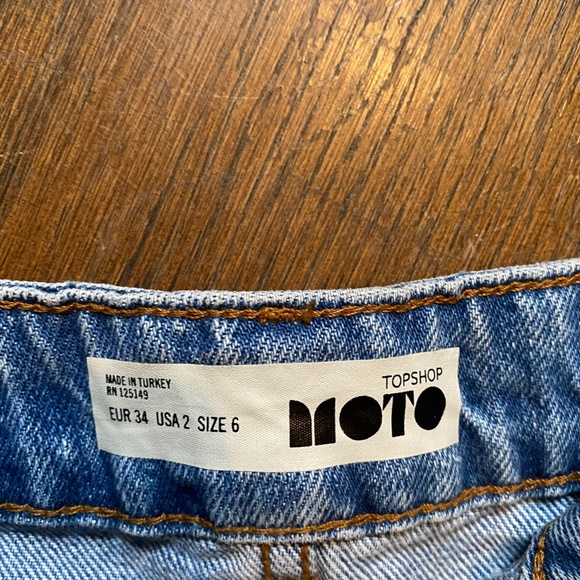 MADE IN TURKEY
RN 125149
EUR 34 USA 2 SIZE 6
TOPSHOP
MOTO